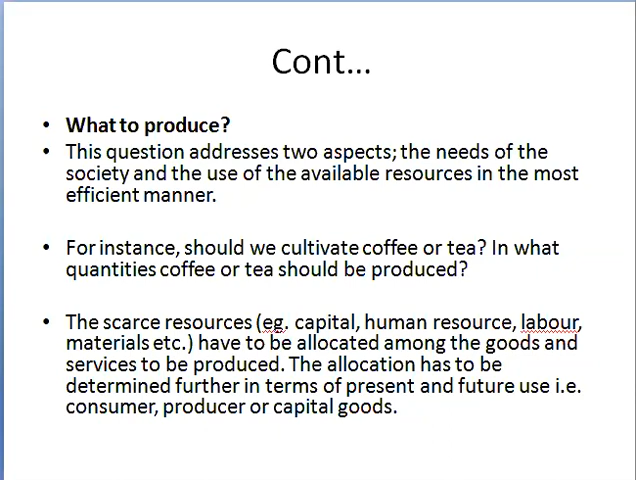 Cont…
• What to produce?
• This question addresses two aspects; the needs of the
society and the use of the available resources in the most
efficient manner.
• For instance, should we cultivate coffee or tea? In what
quantities coffee or tea should be produced?
• The scarce resources (eg. capital, human resource, labour,
materials etc.) have to be allocated among the goods and
services to be produced. The allocation has to be
determined further in terms of present and future use i.e.
consumer, producer or capital goods.